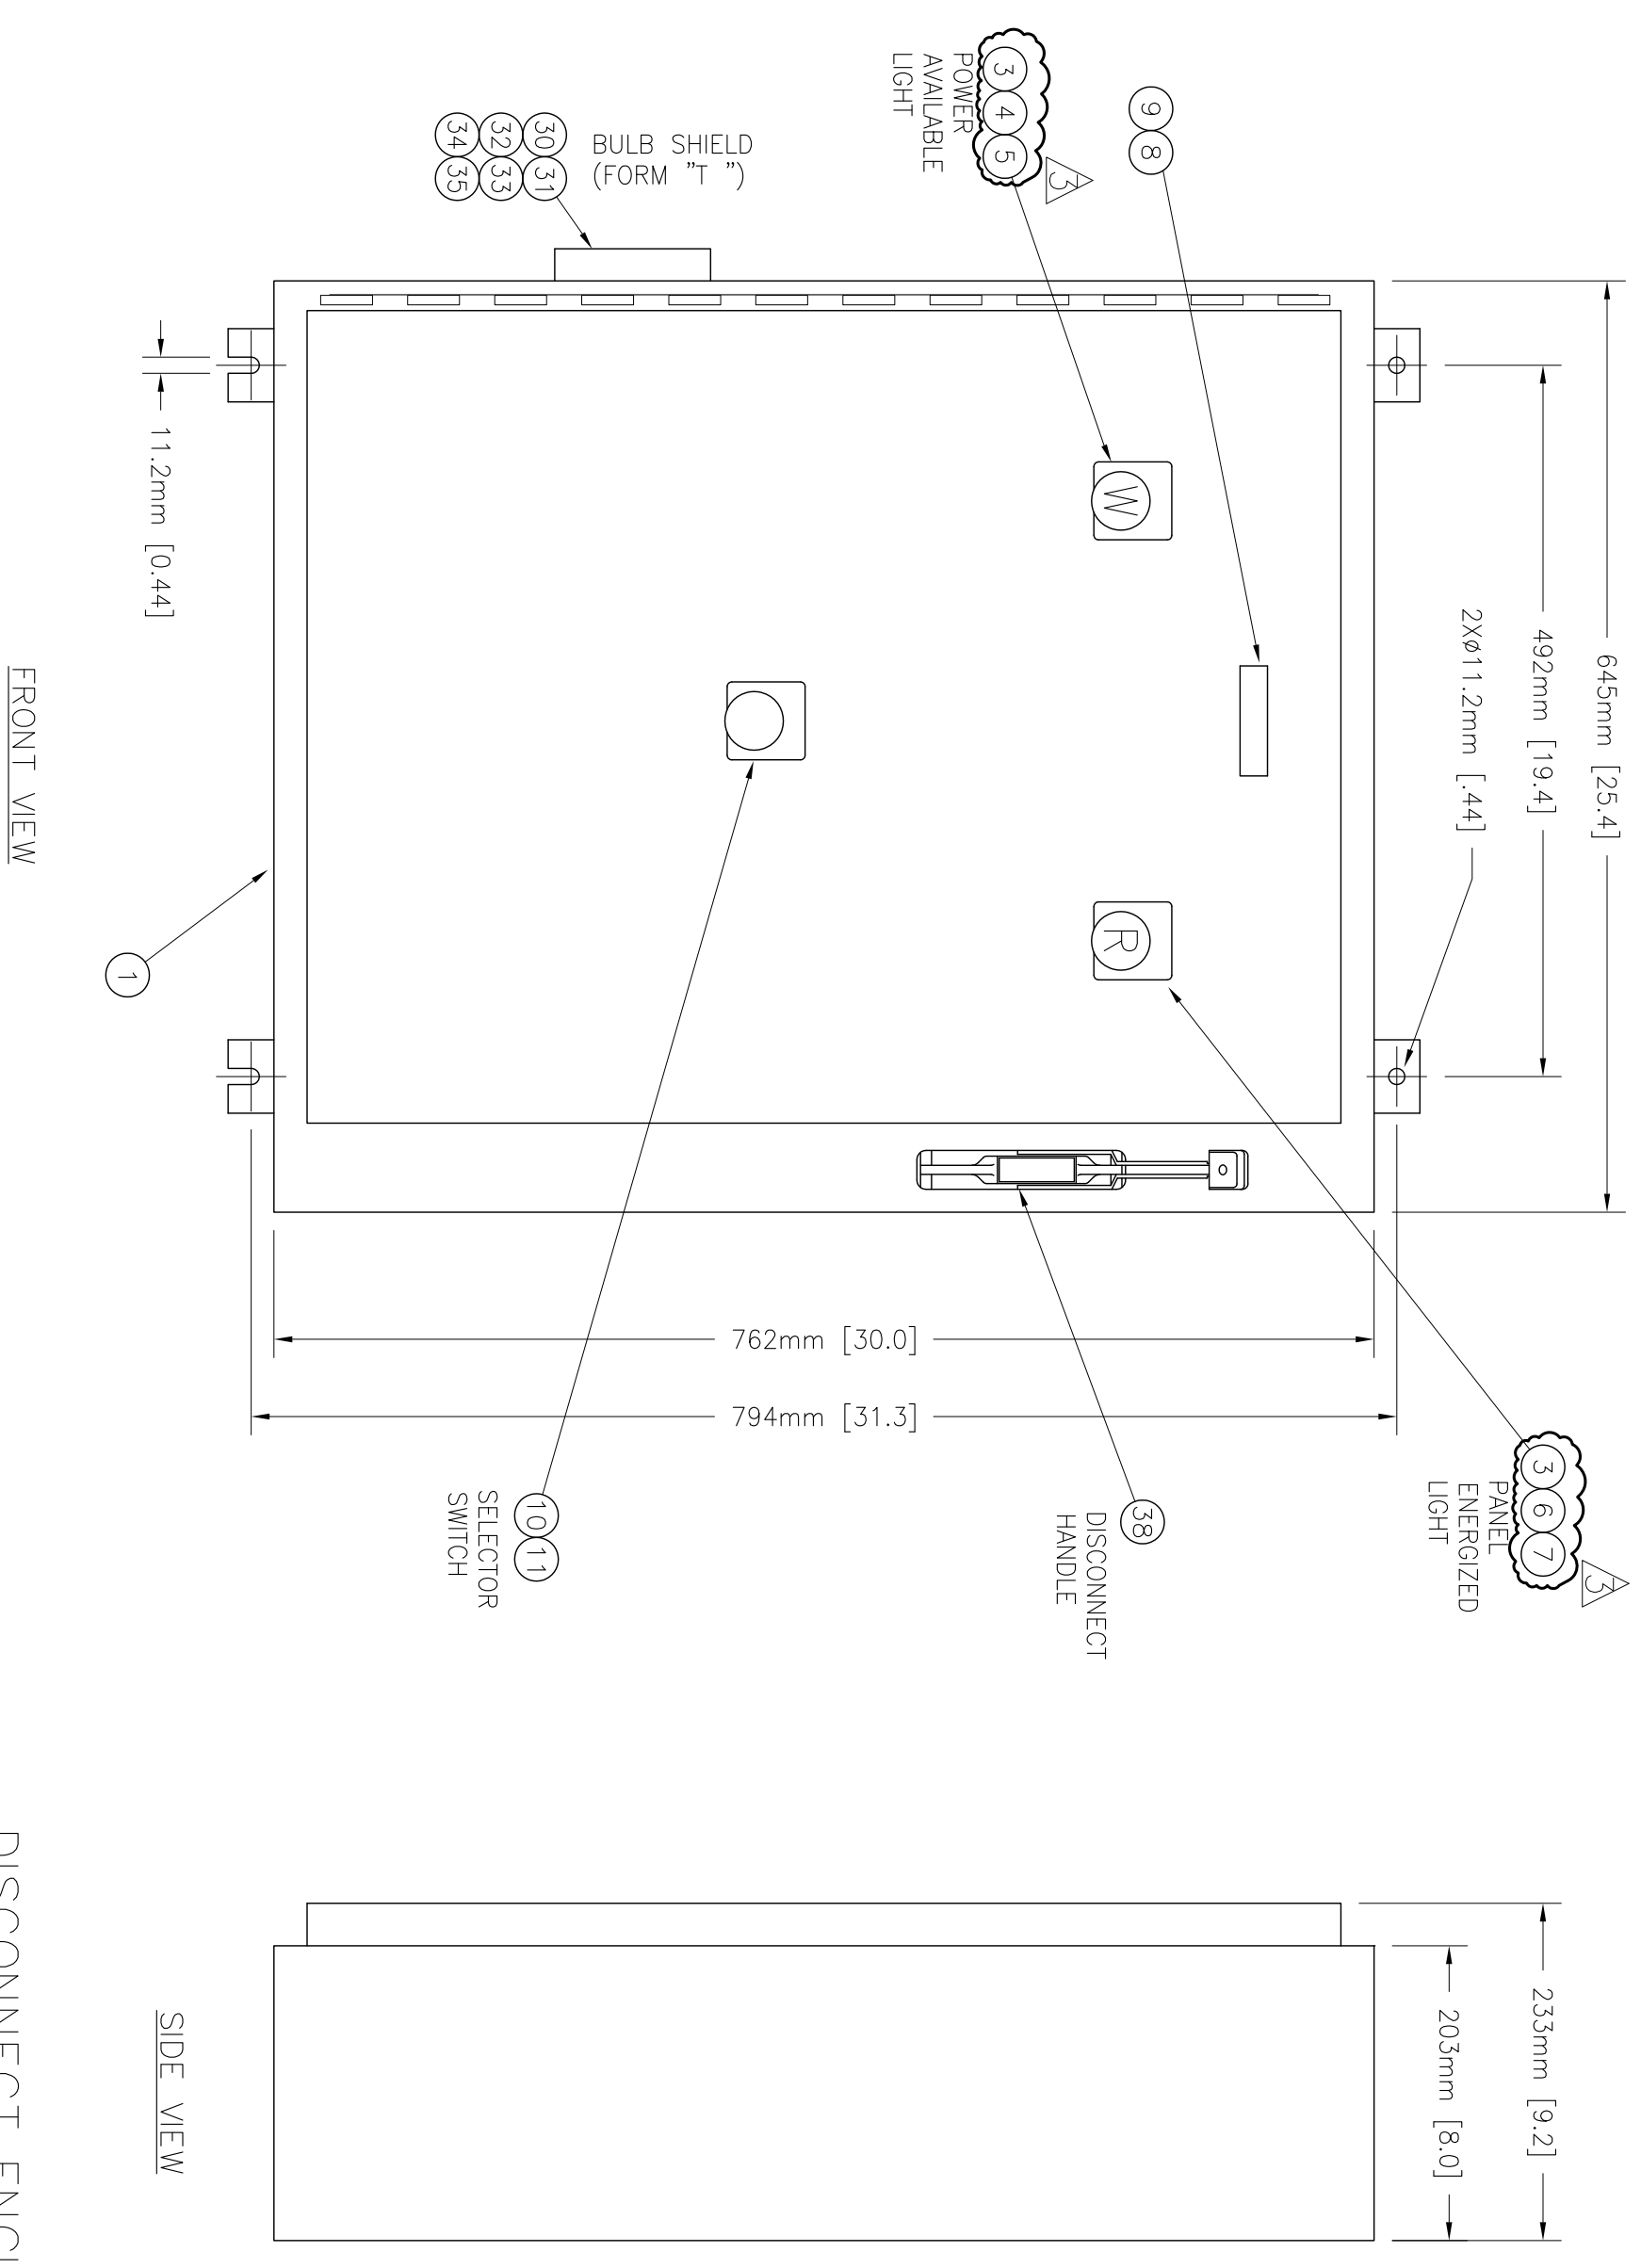 645mm [25.4]
492mm [19.4]
2Xø11.2mm [.44]
9 8
3
3 4 5
POWER
AVAILABLE
LIGHT
BULB SHIELD
(FORM "T ")
30 31
32 33
34 35
W
R
11.2mm [0.44]
1
FRONT VIEW
762mm [30.0]
794mm [31.3]
3
3 6 7
PANEL
ENERGIZED
LIGHT
38
DISCONNECT
HANDLE
10 11
SELECTOR
SWITCH
233mm [9.2]
203mm [8.0]
SIDE VIEW
DISCONNECT